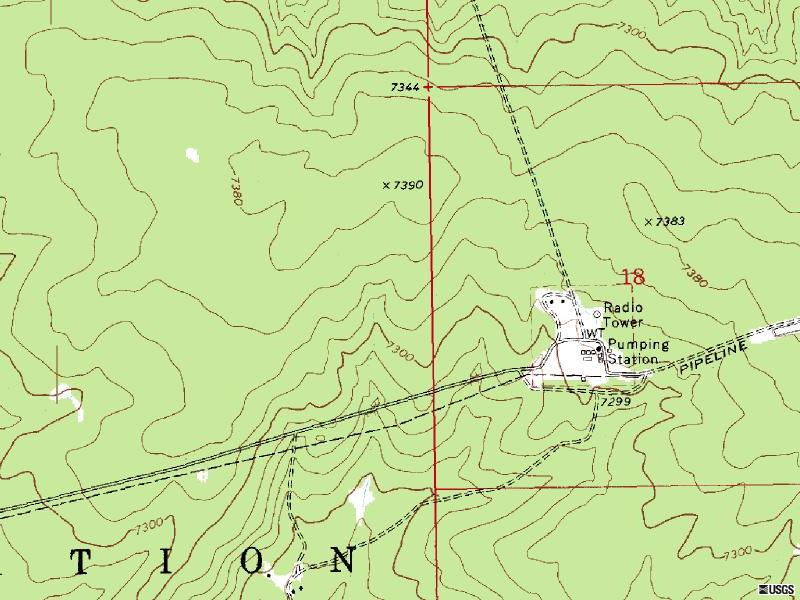 7300
7344
7380
7390
7383
7380
18
Radio
Tower
WT
Pumping
Station
PIPELINE
7300
7299
7300
7300
T I O N
USGS